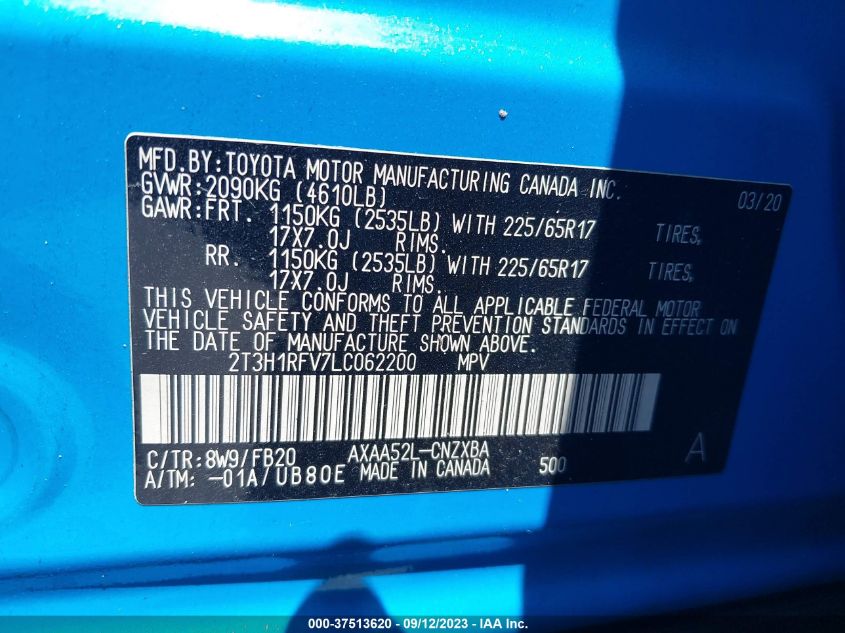 MFD.BY:TOYOTA MOTOR MANUFACTURING CANADA INC. 03/20
GVWR:2090KG (4610LB)
GAWR:FRT. 1150KG (2535LB) WITH 225/65R17 TIRES,
17X7.0J RIMS.
RR. 1150KG (2535LB) WITH 225/65R17 TIRES,
17X7.0J RIMS.
THIS VEHICLE CONFORMS TO ALL APPLICABLE FEDERAL MOTOR
VEHICLE SAFETY AND THEFT PREVENTION STANDARDS IN EFFECT ON
THE DATE OF MANUFACTURE SHOWN ABOVE.
2T3H1RFV7LC062200 MPV
C/TR:8W9/FB20 AXAA52L-CNZXBA
A/TM: -01A/UB80E MADE IN CANADA 500 A
000-37513620 - 09/12/2023 - IAA Inc.